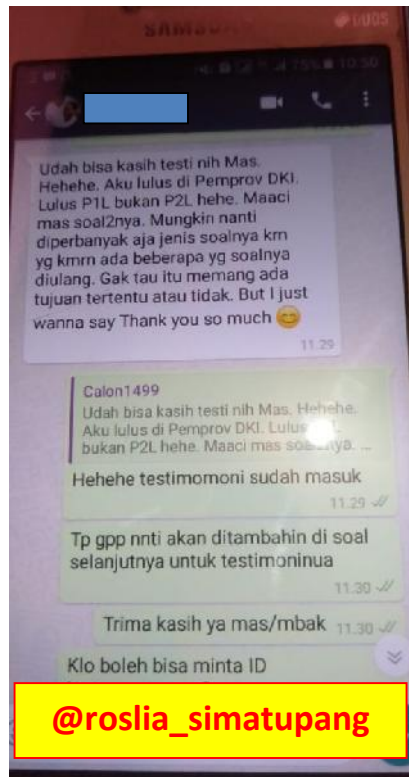 SAMSUNG
DUOS
75% 10.50
Udah bisa kasih testi nih Mas.
Hehehe. Aku lulus di Pemprov DKI.
Lulus P1L bukan P2L hehe. Maaci
mas soal2nya. Mungkin nanti
diperbanyak aja jenis soalnya krn
yg kmrn ada beberapa yg soalnya
diulang. Gak tau itu memang ada
tujuan tertentu atau tidak. But I just
wanna say Thank you so much 😊
11.29
Calon1499
Udah bisa kasih testi nih Mas. Hehehe.
Aku lulus di Pemprov DKI. Lulus
bukan P2L hehe. Maaci mas ...
Hehehe testimomoni sudah masuk
11.29
Tp gpp nnti akan ditambahin di soal
selanjutnya untuk testimoninua
11.30
Trima kasih ya mas/mbak 11.30
Klo boleh bisa minta ID
@roslia_simatupang